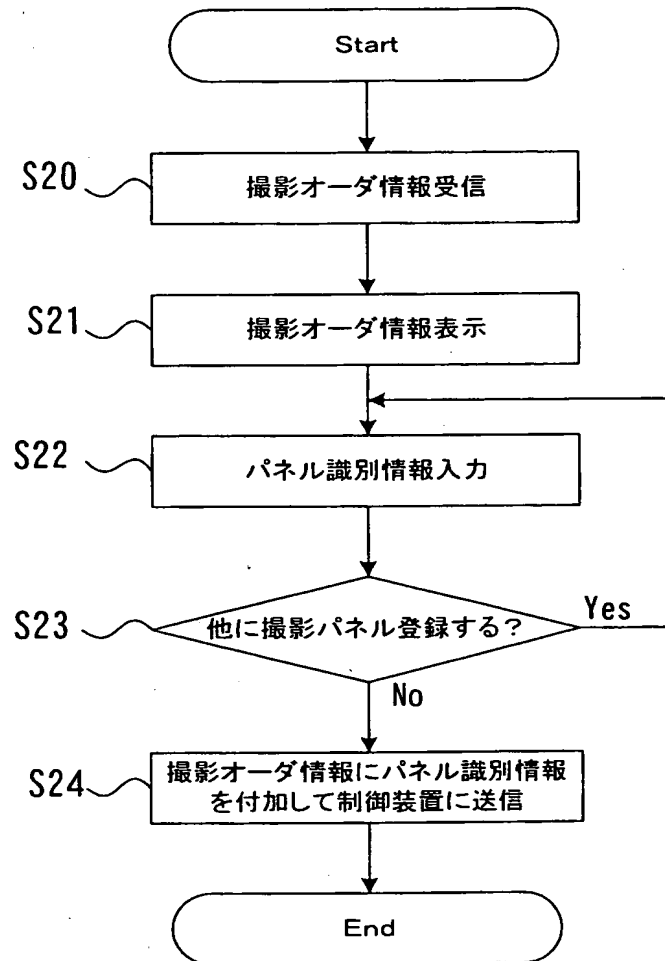 Start
S20
撮影オーダ情報受信
S21
撮影オーダ情報表示
S22
パネル識別情報入力
S23
他に撮影パネル登録する?
Yes
No
S24
撮影オーダ情報にパネル識別情報
を付加して制御装置に送信
End